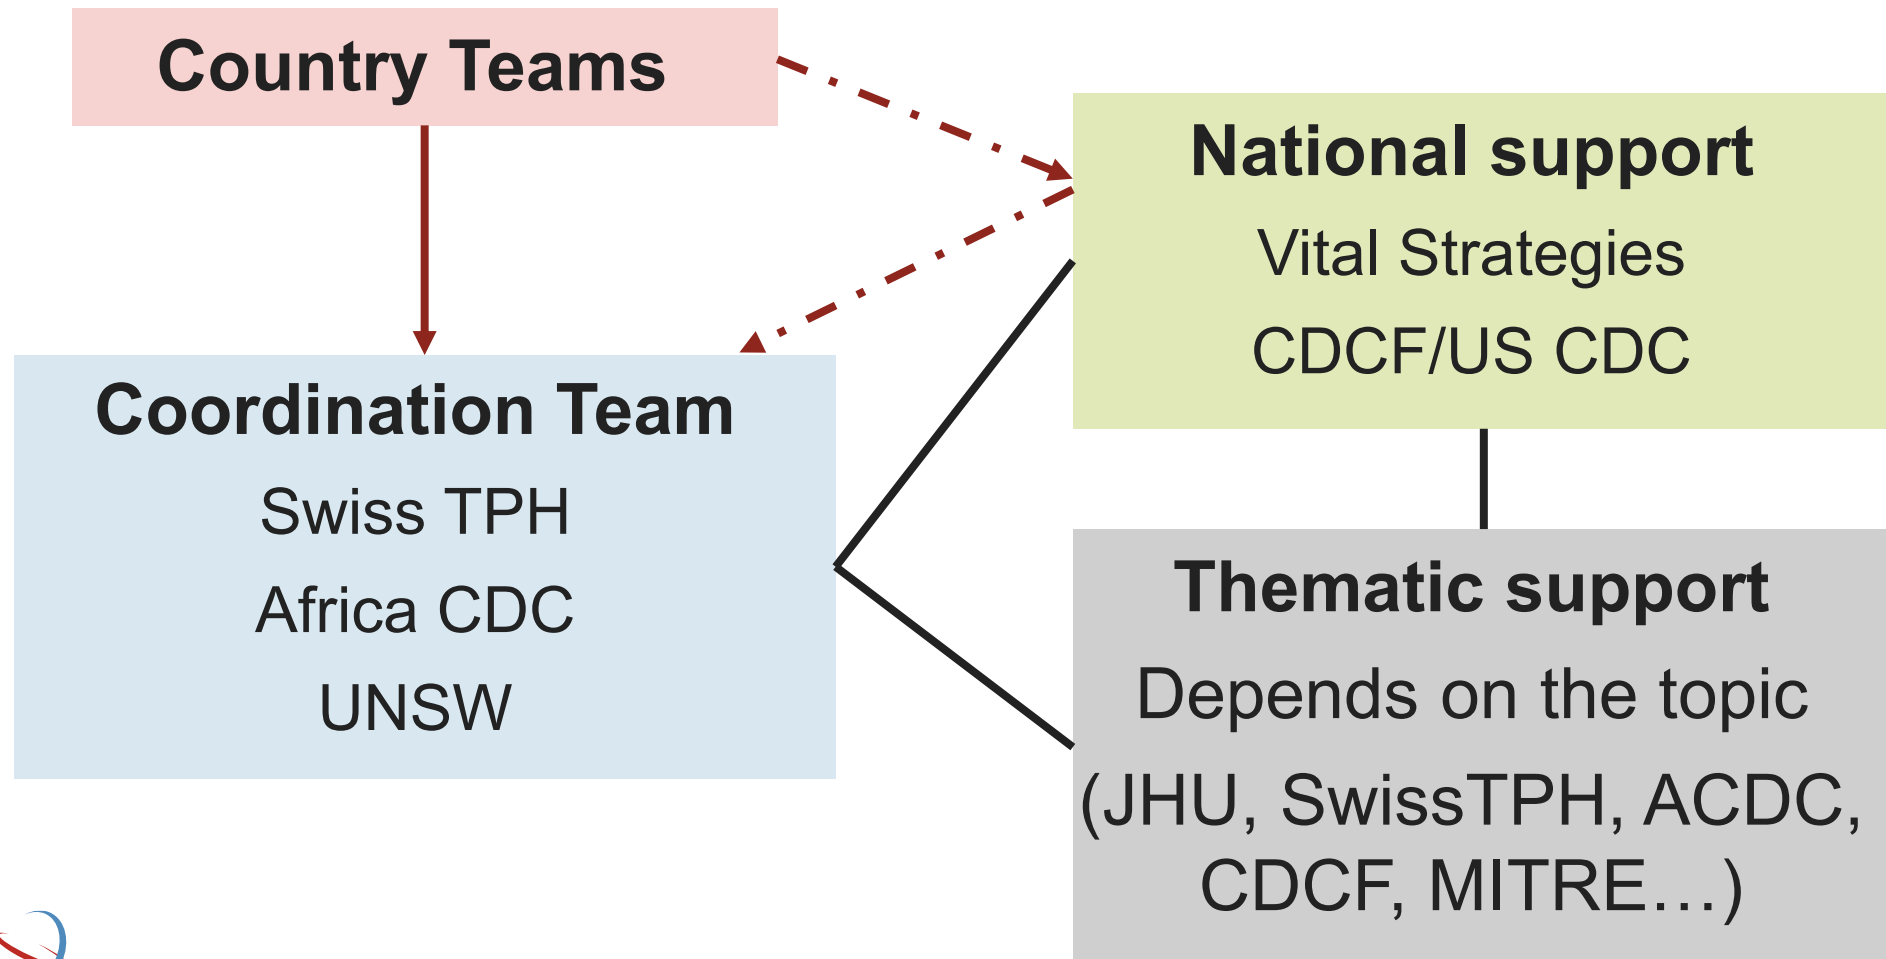 Country Teams
National support
Vital Strategies
CDCF/US CDC
Coordination Team
Swiss TPH
Africa CDC
UNSW
Thematic support
Depends on the topic
(JHU, SwissTPH, ACDC,
CDCF, MITRE…)